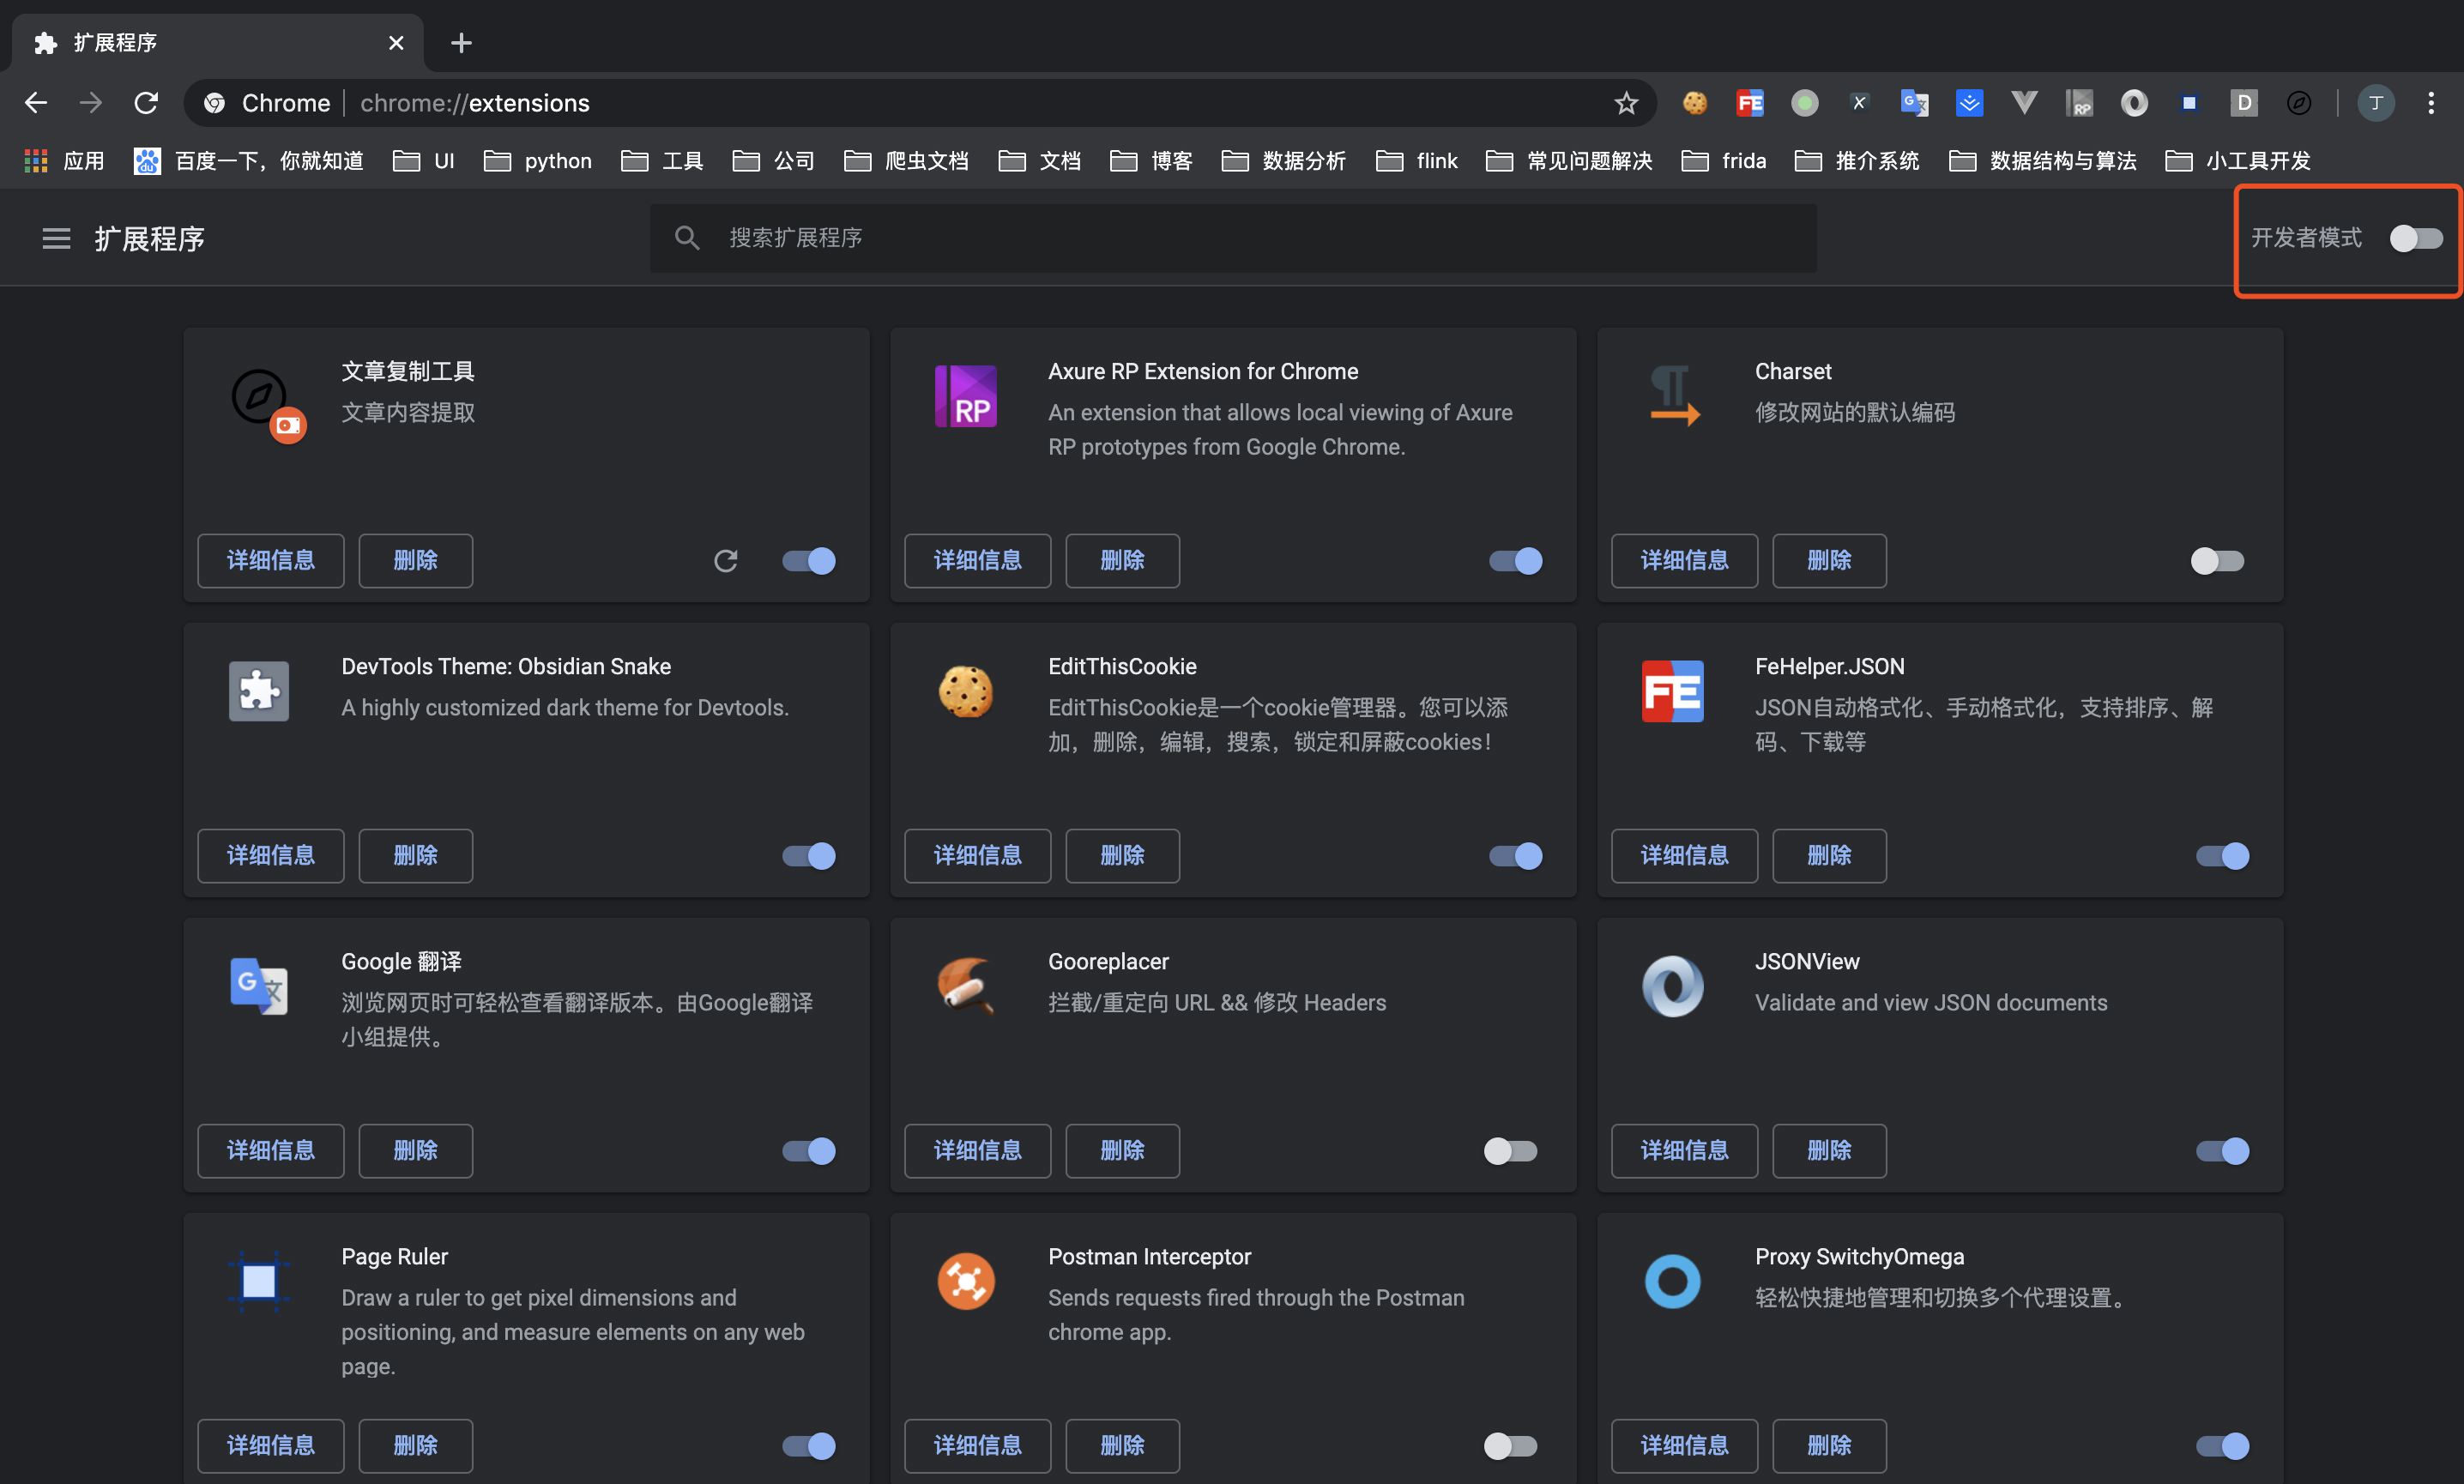 扩展程序
Chrome chrome://extensions
FE X G文 RP D 丁
应用 百度一下，你就知道 UI python 工具 公司 爬虫文档 文档 博客 数据分析 flink 常见问题解决 frida 推介系统 数据结构与算法 小工具开发
扩展程序
搜索扩展程序
开发者模式
文章复制工具
文章内容提取
详细信息 删除
RP
Axure RP Extension for Chrome
An extension that allows local viewing of Axure
RP prototypes from Google Chrome.
详细信息 删除
Charset
修改网站的默认编码
详细信息 删除
DevTools Theme: Obsidian Snake
A highly customized dark theme for Devtools.
详细信息 删除
EditThisCookie
EditThisCookie是一个cookie管理器。您可以添
加，删除，编辑，搜索，锁定和屏蔽cookies！
详细信息 删除
FE
FeHelper.JSON
JSON自动格式化、手动格式化，支持排序、解
码、下载等
详细信息 删除
G文
Google 翻译
浏览网页时可轻松查看翻译版本。由Google翻译
小组提供。
详细信息 删除
Gooreplacer
拦截/重定向 URL && 修改 Headers
详细信息 删除
JSONView
Validate and view JSON documents
详细信息 删除
Page Ruler
Draw a ruler to get pixel dimensions and
positioning, and measure elements on any web
page.
详细信息 删除
Postman Interceptor
Sends requests fired through the Postman
chrome app.
详细信息 删除
Proxy SwitchyOmega
轻松快捷地管理和切换多个代理设置。
详细信息 删除